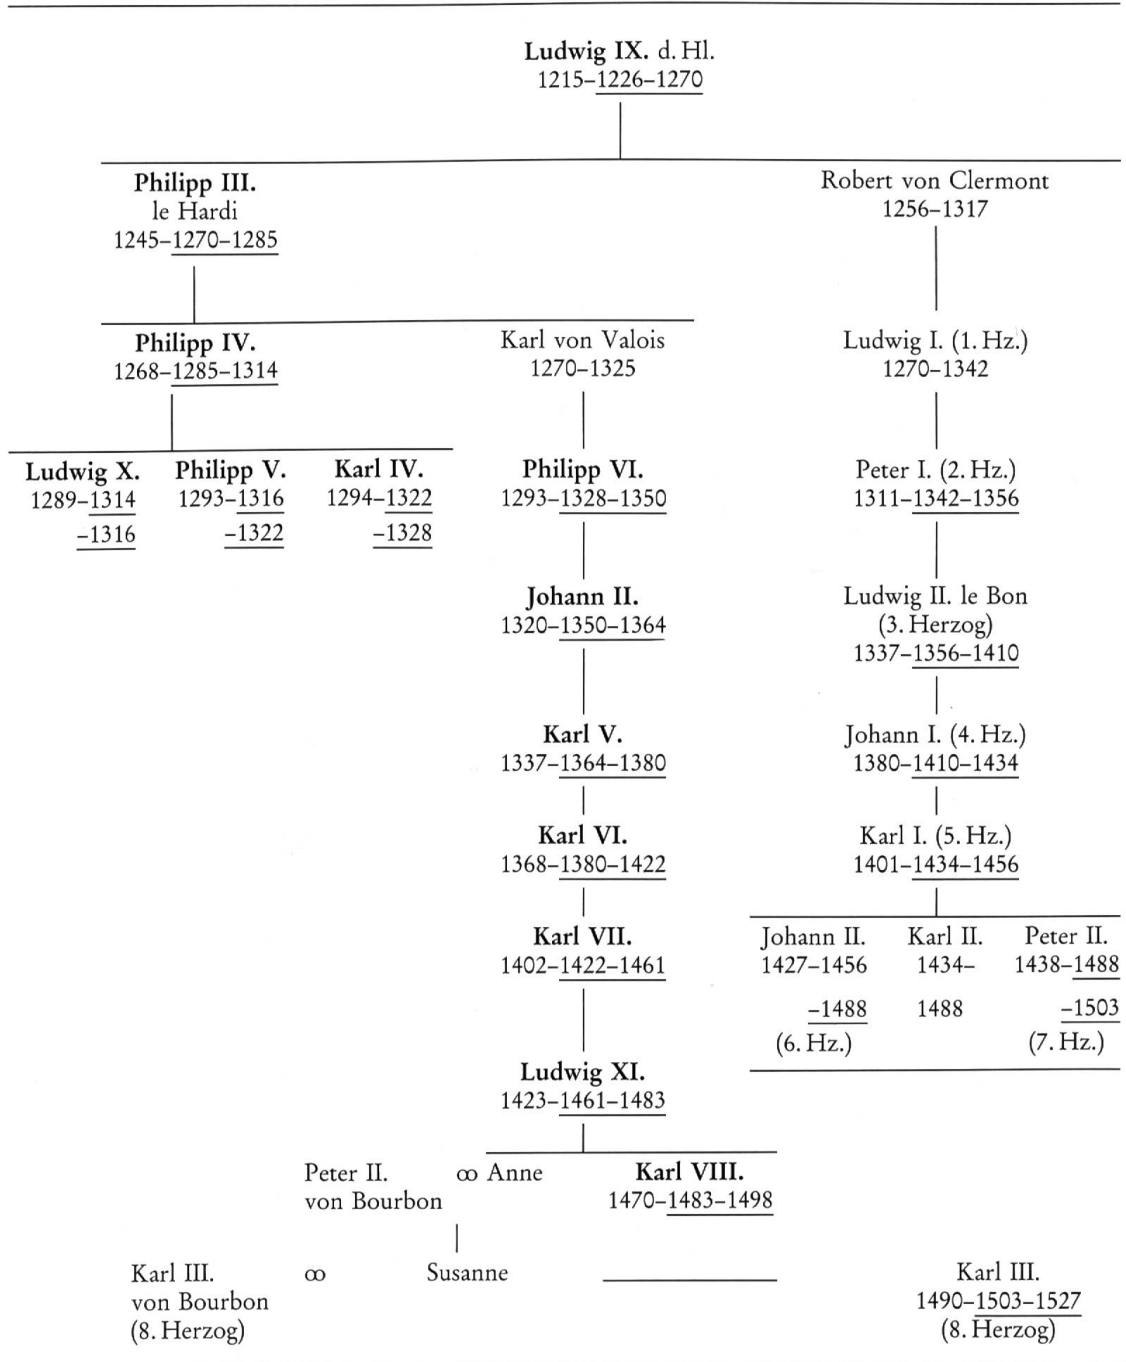 Ludwig IX. d. Hl.
1215–1226–1270
Philipp III.
le Hardi
1245–1270–1285
Robert von Clermont
1256–1317
Philipp IV.
1268–1285–1314
Karl von Valois
1270–1325
Ludwig I. (1. Hz.)
1270–1342
Ludwig X.
1289–1314
–1316
Philipp V.
1293–1316
–1322
Karl IV.
1294–1322
–1328
Philipp VI.
1293–1328–1350
Peter I. (2. Hz.)
1311–1342–1356
Johann II.
1320–1350–1364
Ludwig II. le Bon
(3. Herzog)
1337–1356–1410
Karl V.
1337–1364–1380
Johann I. (4. Hz.)
1380–1410–1434
Karl VI.
1368–1380–1422
Karl I. (5. Hz.)
1401–1434–1456
Karl VII.
1402–1422–1461
Johann II.
1427–1456
–1488
(6. Hz.)
Karl II.
1434–
1488
Peter II.
1438–1488
–1503
(7. Hz.)
Ludwig XI.
1423–1461–1483
Peter II.
von Bourbon
∞ Anne
Karl VIII.
1470–1483–1498
Karl III.
von Bourbon
(8. Herzog)
∞
Susanne
Karl III.
1490–1503–1527
(8. Herzog)